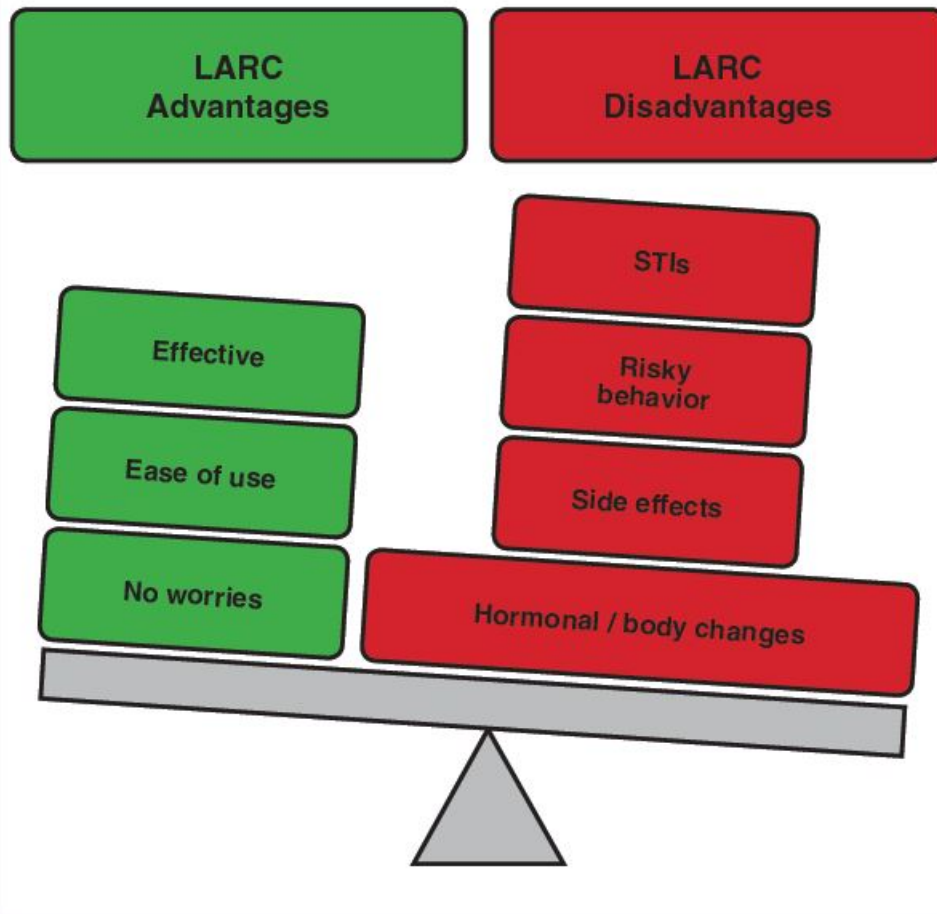 LARC
Advantages
LARC
Disadvantages
Effective
Ease of use
No worries
STIs
Risky
behavior
Side effects
Hormonal / body changes